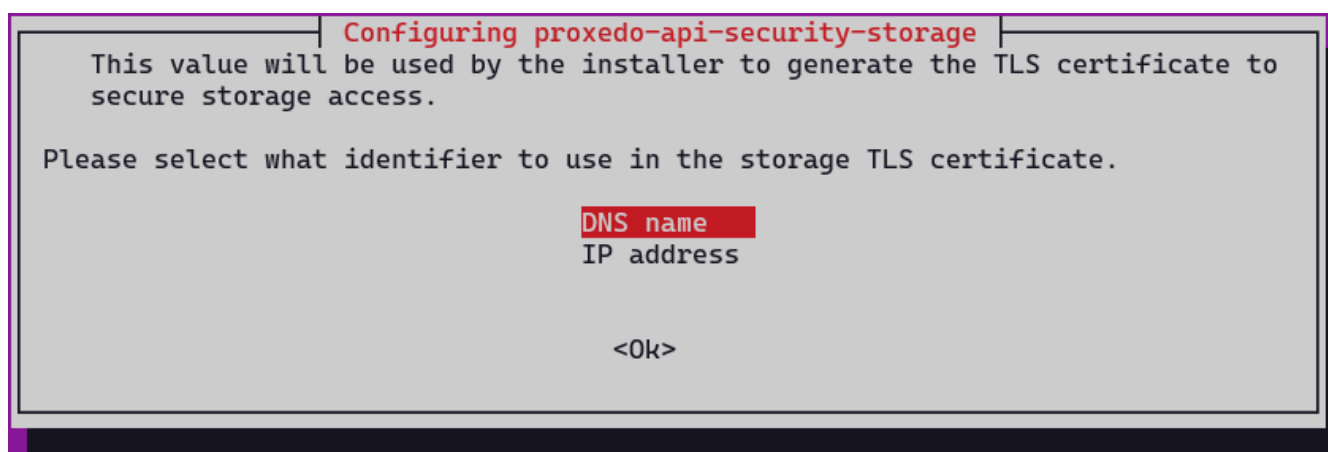 Configuring proxedo-api-security-storage
This value will be used by the installer to generate the TLS certificate to
secure storage access.
Please select what identifier to use in the storage TLS certificate.
DNS name
IP address
<Ok>